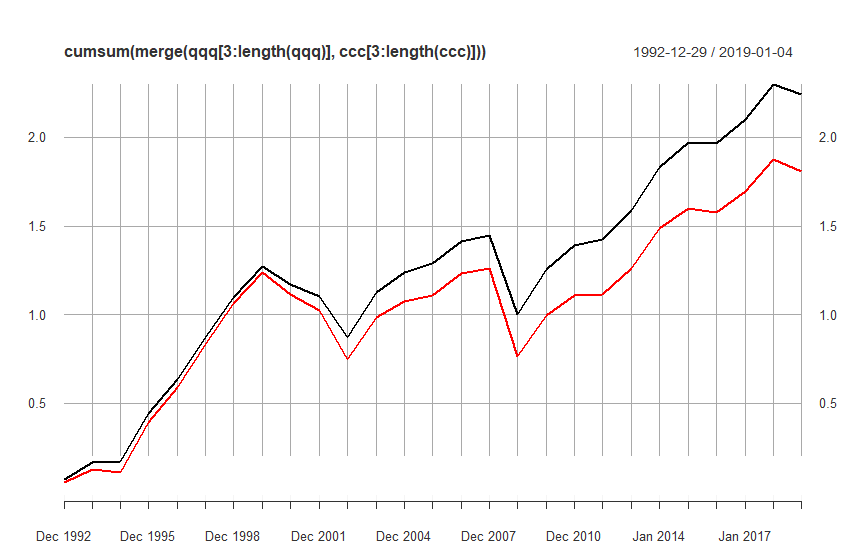 cumsum(merge(qqq[3:length(qqq)], ccc[3:length(ccc)]))
1992-12-29 / 2019-01-04
2.0
2.0
1.5
1.5
1.0
1.0
0.5
0.5
Dec 1992
Dec 1995
Dec 1998
Dec 2001
Dec 2004
Dec 2007
Dec 2010
Jan 2014
Jan 2017